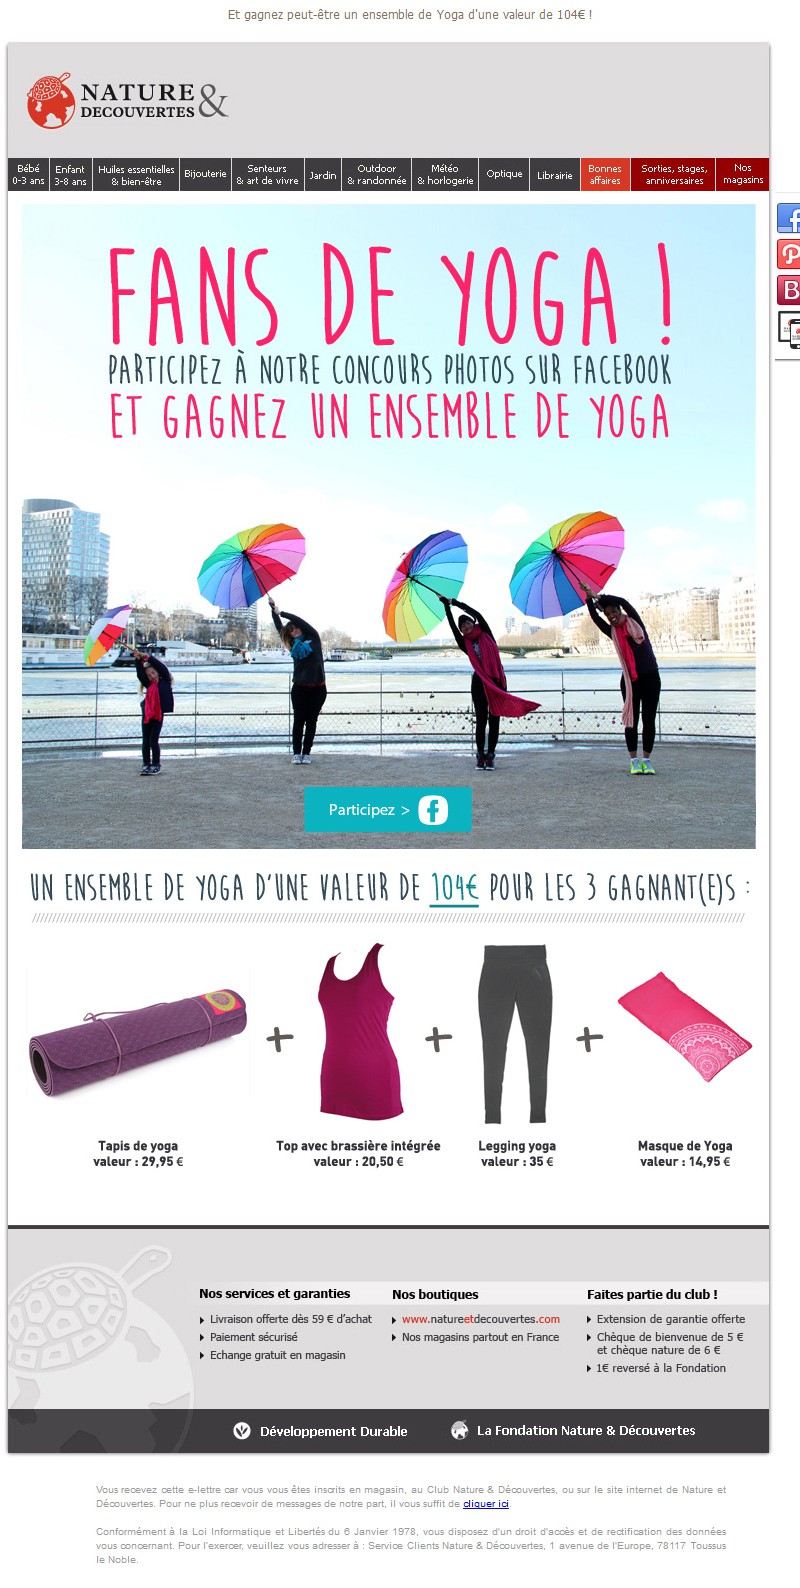 Et gagnez peut-être un ensemble de Yoga d'une valeur de 104€ !
NATURE &
DECOUVERTES
Bébé
0-3 ans
Enfant
3-8 ans
Huiles essentielles
& bien-être
Bijouterie
Senteurs
& art de vivre
Jardin
Outdoor
& randonnée
Météo
& horlogerie
Optique
Librairie
Bonnes
affaires
Sorties, stages,
anniversaires
Nos
magasins
FANS DE YOGA !
PARTICIPEZ À NOTRE CONCOURS PHOTOS SUR FACEBOOK
ET GAGNEZ UN ENSEMBLE DE YOGA
Participez >
UN ENSEMBLE DE YOGA D'UNE VALEUR DE 104€ POUR LES 3 GAGNANT(E)S :
+ + +
Tapis de yoga
valeur : 29,95 €
Top avec brassière intégrée
valeur : 20,50 €
Legging yoga
valeur : 35 €
Masque de Yoga
valeur : 14,95 €
Nos services et garanties
Livraison offerte dès 59 € d'achat
Paiement sécurisé
Echange gratuit en magasin
Nos boutiques
www.natureetdecouvertes.com
Nos magasins partout en France
Faites partie du club !
Extension de garantie offerte
Chèque de bienvenue de 5 €
et chèque nature de 6 €
1€ reversé à la Fondation
Développement Durable
La Fondation Nature & Découvertes
Vous recevez cette e-lettre car vous vous êtes inscrits en magasin, au Club Nature & Découvertes, ou sur le site internet de Nature et
Découvertes. Pour ne plus recevoir de messages de notre part, il vous suffit de cliquer ici.
Conformément à la Loi Informatique et Libertés du 6 Janvier 1978, vous disposez d'un droit d'accès et de rectification des données
vous concernant. Pour l'exercer, veuillez vous adresser à : Service Clients Nature & Découvertes, 1 avenue de l'Europe, 78117 Toussus
le Noble.